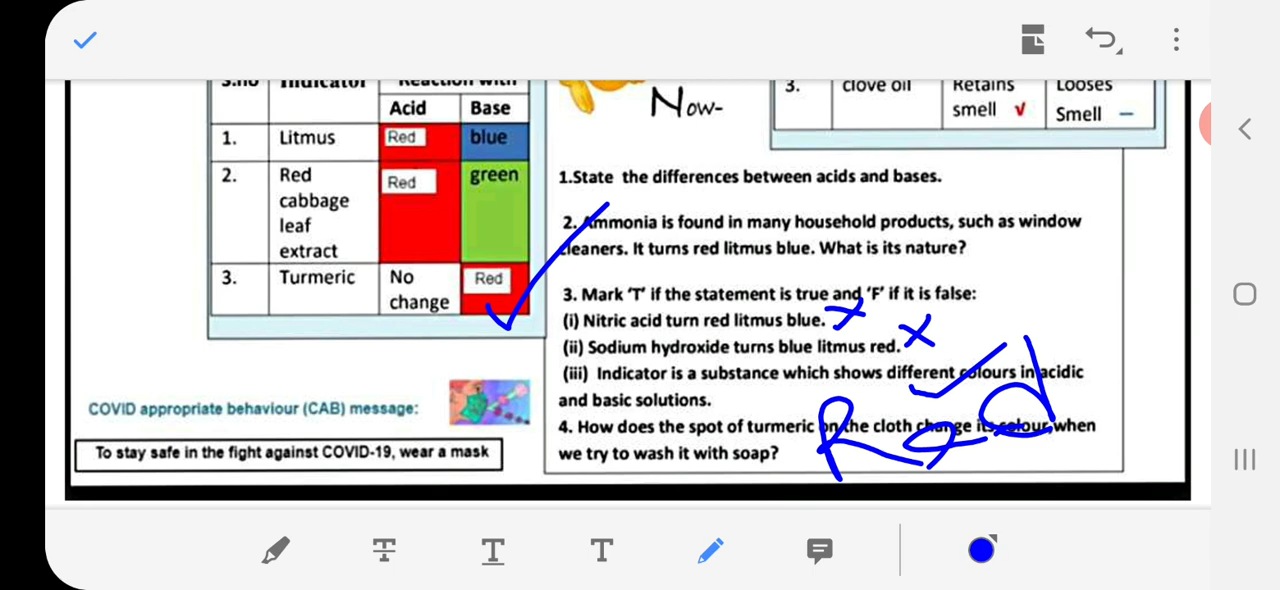 S.no Indicator Reaction with
Acid Base
1. Litmus Red blue
2. Red cabbage leaf extract Red green
3. Turmeric No change Red
COVID appropriate behaviour (CAB) message:
To stay safe in the fight against COVID-19, wear a mask
Now-
3. clove oil Retains smell √ Looses Smell –
1.State the differences between acids and bases.
2. Ammonia is found in many household products, such as window
cleaners. It turns red litmus blue. What is its nature?
3. Mark 'T' if the statement is true and 'F' if it is false:
(i) Nitric acid turn red litmus blue. x
(ii) Sodium hydroxide turns blue litmus red. x
(iii) Indicator is a substance which shows different colours in acidic
and basic solutions. ✓
4. How does the spot of turmeric on the cloth change its colour, when
we try to wash it with soap? Red
T T T